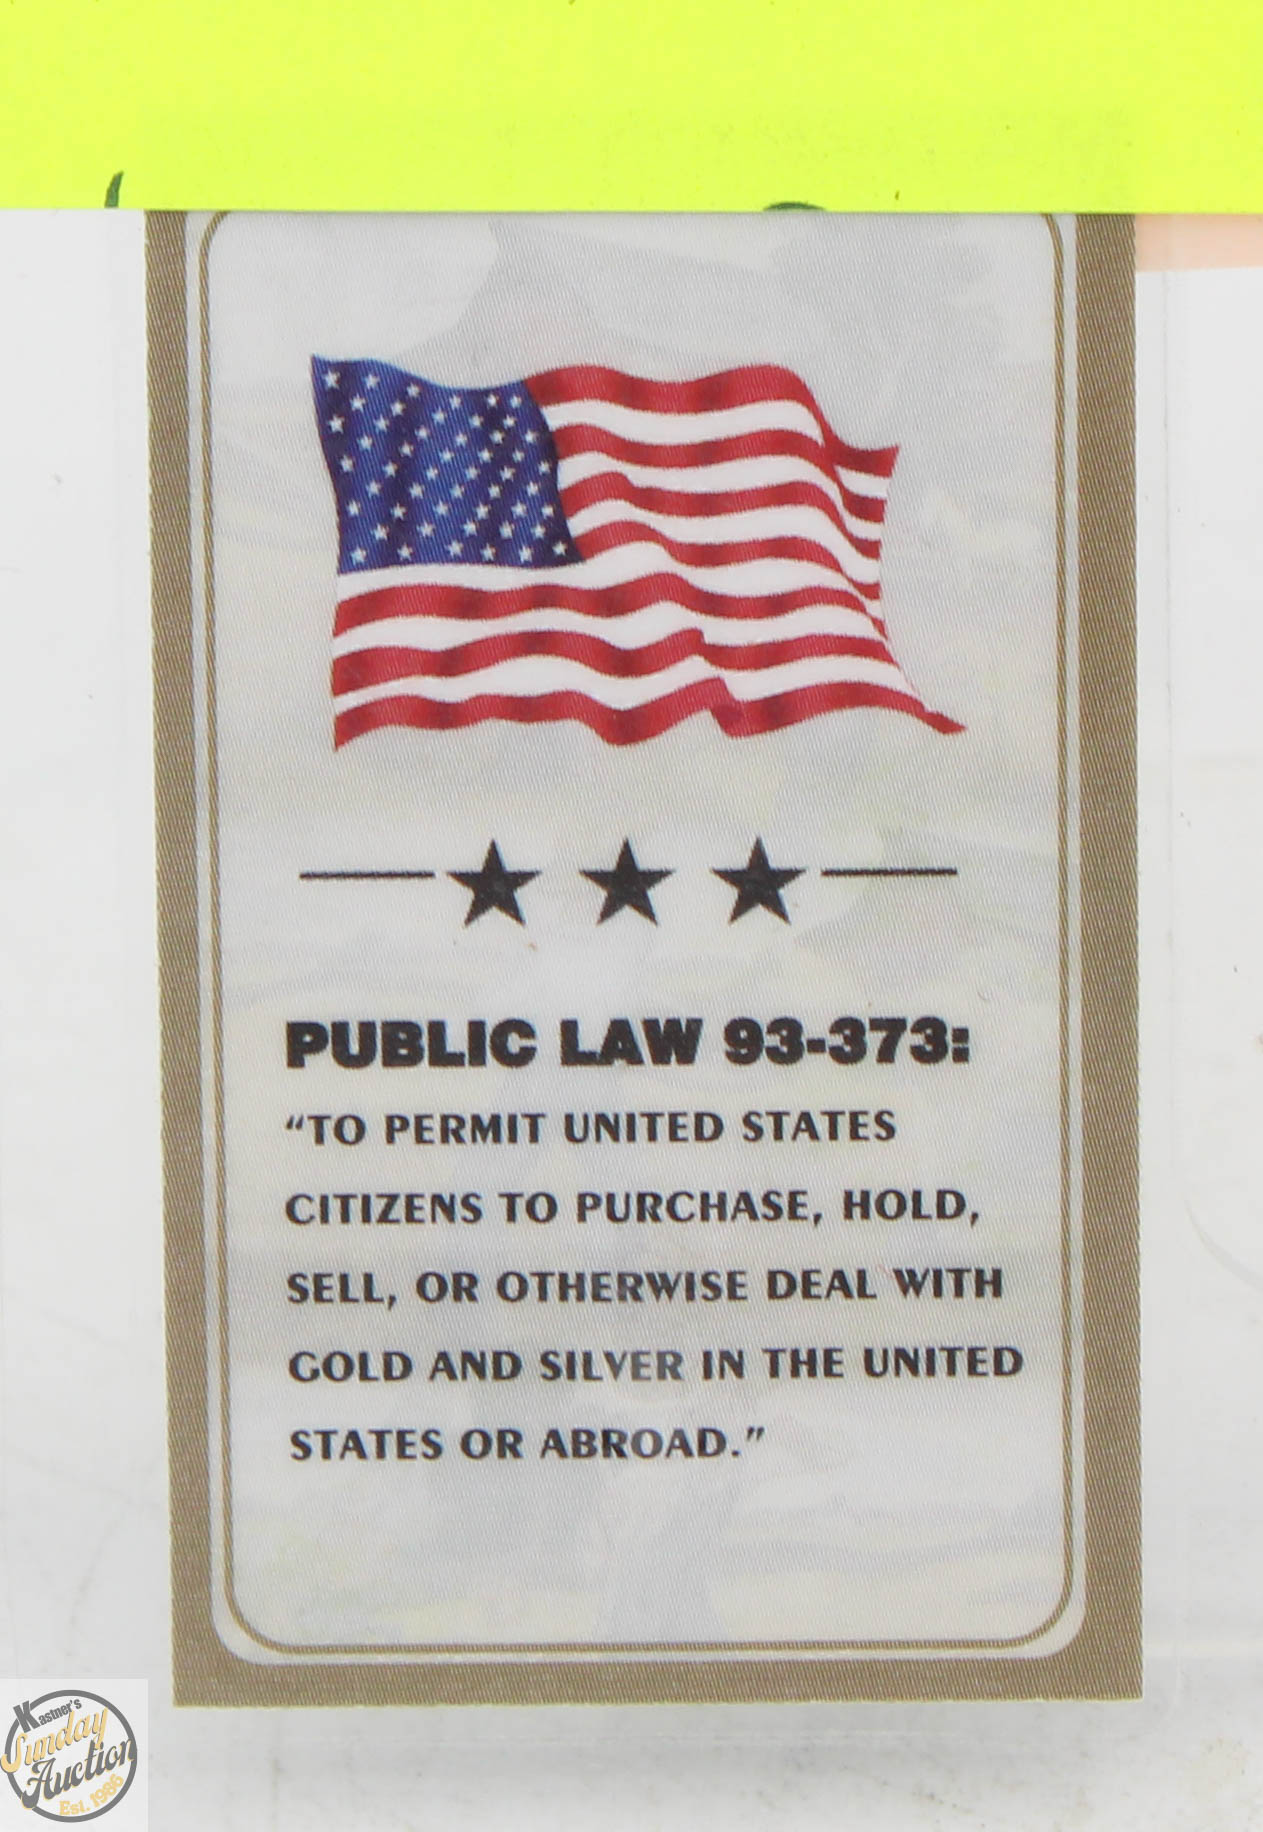 PUBLIC LAW 93-373:
“TO PERMIT UNITED STATES
CITIZENS TO PURCHASE, HOLD,
SELL, OR OTHERWISE DEAL WITH
GOLD AND SILVER IN THE UNITED
STATES OR ABROAD.”
Kastner's
Sunday
Auction
Est. 1986